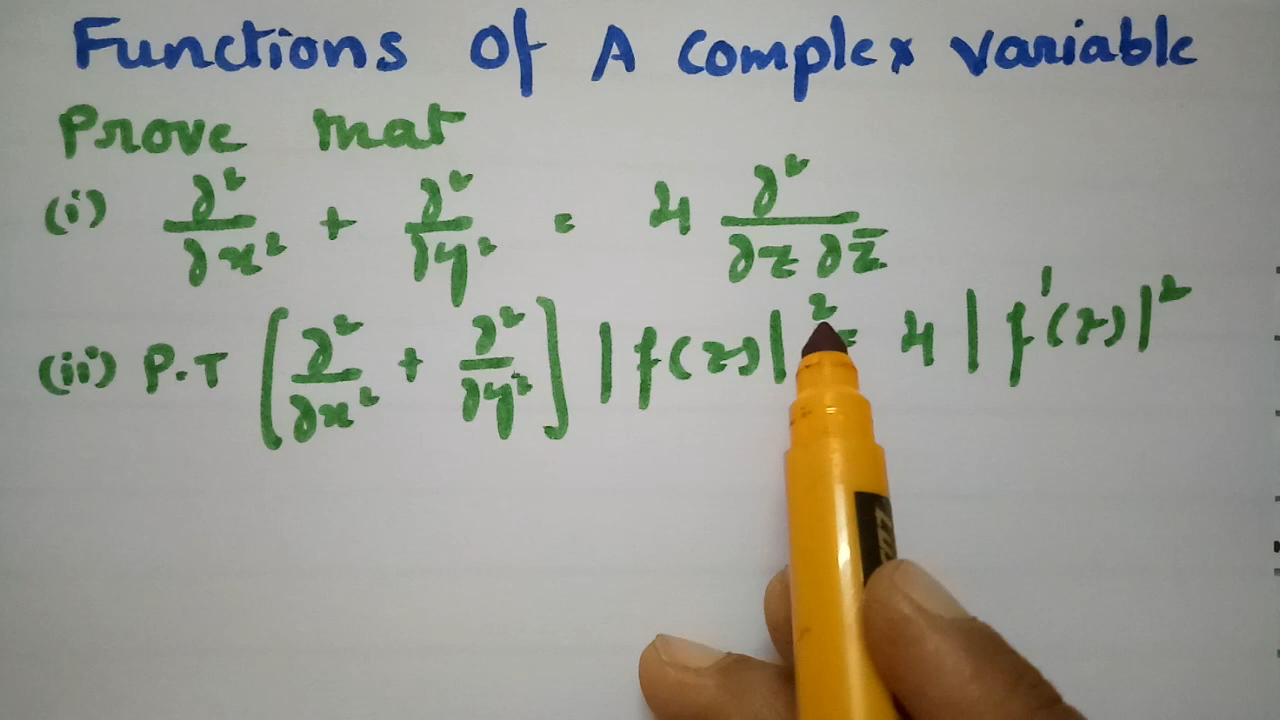 Functions Of A Complex Variable
Prove that
(i) ∂²/∂x² + ∂²/∂y² = 4 ∂²/∂z ∂z̄
(ii) P.T [∂²/∂x² + ∂²/∂y²] |f(z)|² = 4 |f'(z)|²